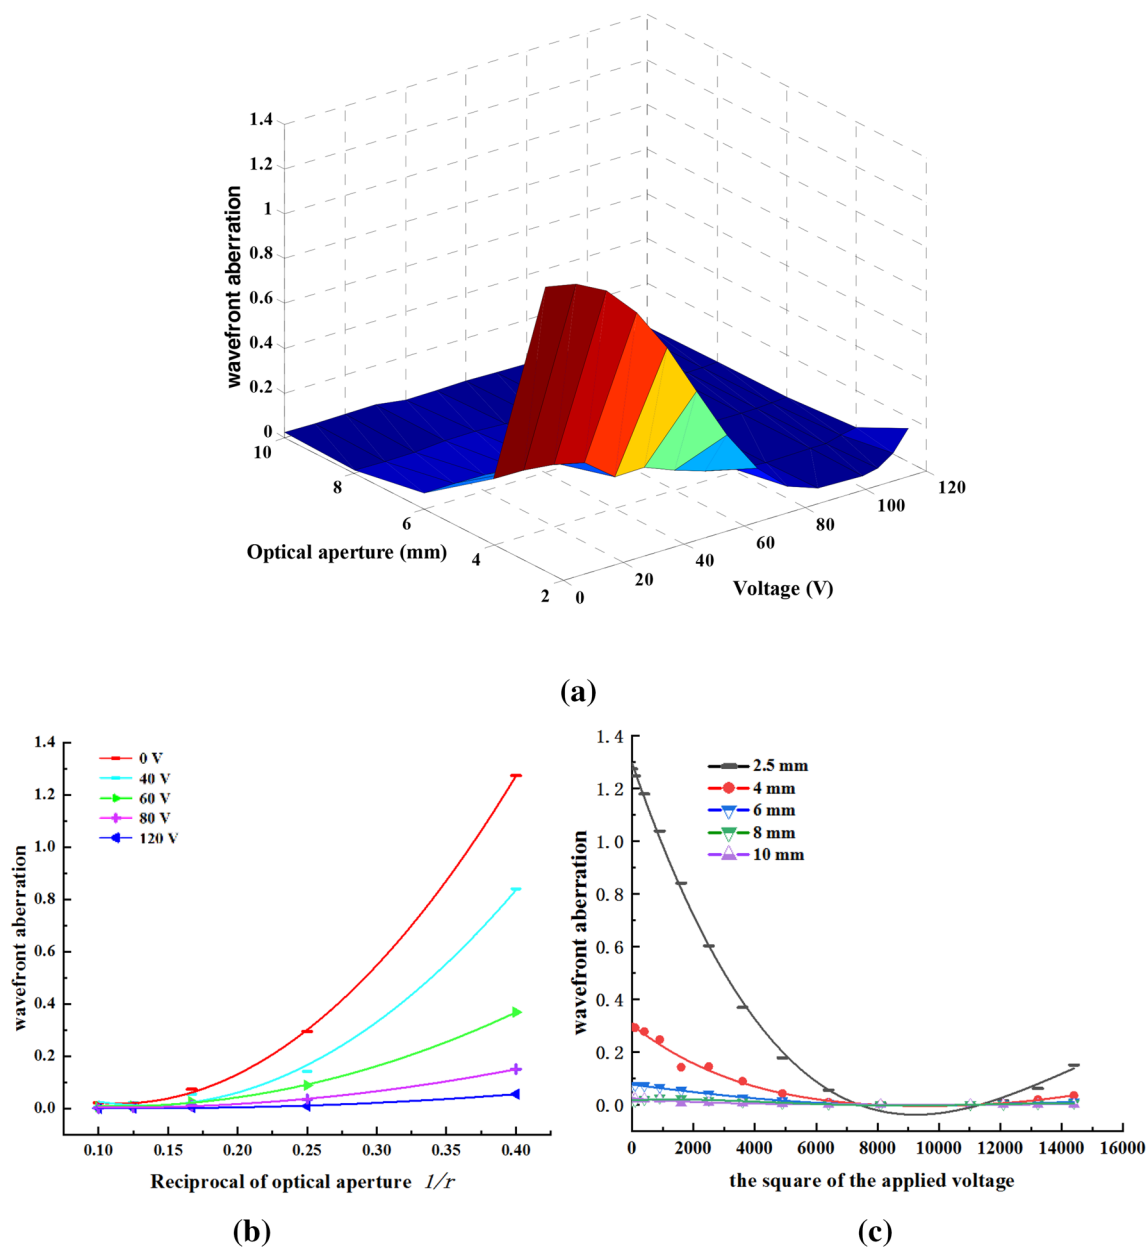 1.4
1.2
1
0.8
0.6
0.4
0.2
0
wavefront aberration
10
8
6
4
2
Optical aperture (mm)
0
20
40
60
80
100
120
Voltage (V)
(a)
1.4
1.2
1.0
0.8
0.6
0.4
0.2
0.0
wavefront aberration
0 V
40 V
60 V
80 V
120 V
0.10 0.15 0.20 0.25 0.30 0.35 0.40
Reciprocal of optical aperture 1/r
(b)
1.4
1.2
1.0
0.8
0.6
0.4
0.2
0.0
wavefront aberration
2.5 mm
4 mm
6 mm
8 mm
10 mm
0 2000 4000 6000 8000 10000 12000 14000 16000
the square of the applied voltage
(c)